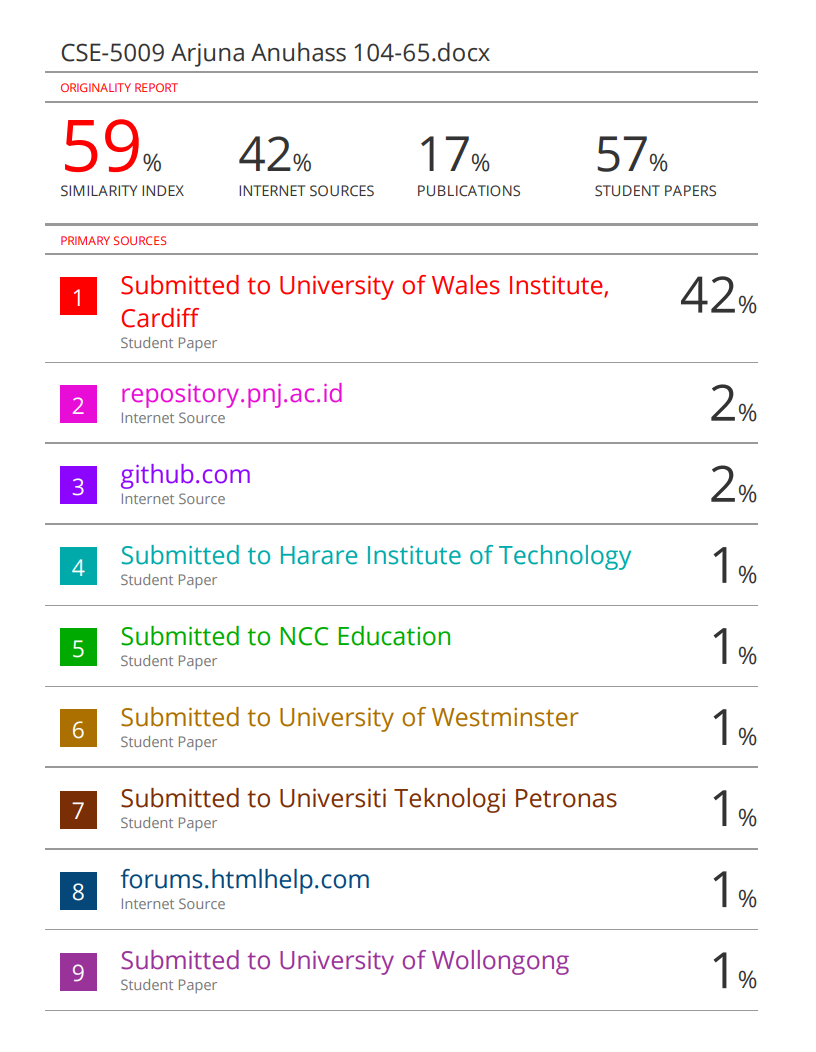 CSE-5009 Arjuna Anuhass 104-65.docx
ORIGINALITY REPORT
59% 42% 17% 57%
SIMILARITY INDEX INTERNET SOURCES PUBLICATIONS STUDENT PAPERS
PRIMARY SOURCES
1 Submitted to University of Wales Institute, 42%
Cardiff
Student Paper
2 repository.pnj.ac.id 2%
Internet Source
3 github.com 2%
Internet Source
4 Submitted to Harare Institute of Technology 1%
Student Paper
5 Submitted to NCC Education 1%
Student Paper
6 Submitted to University of Westminster 1%
Student Paper
7 Submitted to Universiti Teknologi Petronas 1%
Student Paper
8 forums.htmlhelp.com 1%
Internet Source
9 Submitted to University of Wollongong 1%
Student Paper